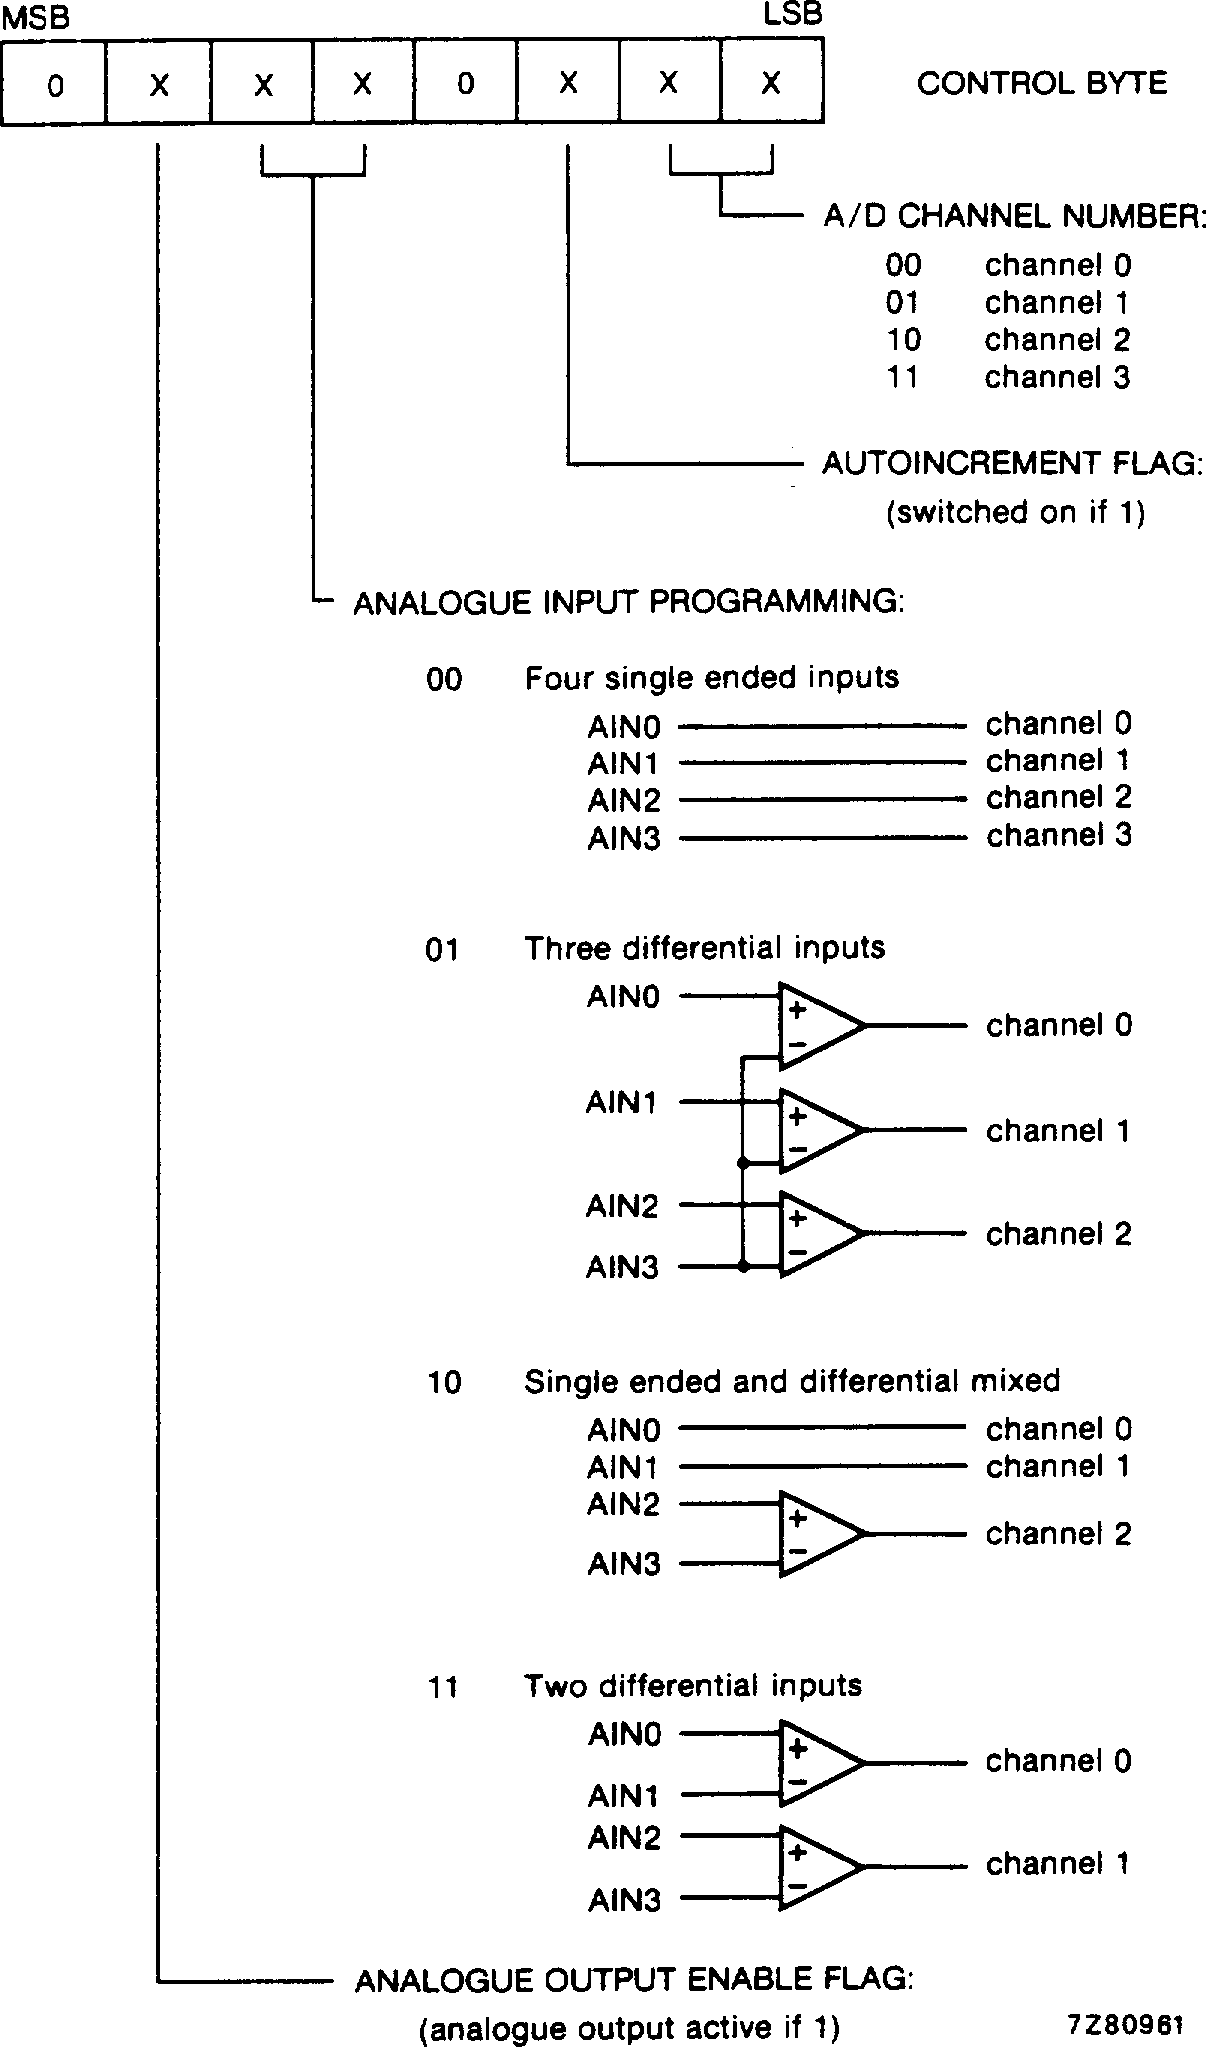 MSB LSB
0 X X X 0 X X X CONTROL BYTE
A/D CHANNEL NUMBER:
00 channel 0
01 channel 1
10 channel 2
11 channel 3
AUTOINCREMENT FLAG:
(switched on if 1)
ANALOGUE INPUT PROGRAMMING:
00 Four single ended inputs
AIN0 channel 0
AIN1 channel 1
AIN2 channel 2
AIN3 channel 3
01 Three differential inputs
AIN0 + − channel 0
AIN1 + − channel 1
AIN2 + − channel 2
AIN3
10 Single ended and differential mixed
AIN0 channel 0
AIN1 channel 1
AIN2 + − channel 2
AIN3
11 Two differential inputs
AIN0 + − channel 0
AIN1
AIN2 + − channel 1
AIN3
ANALOGUE OUTPUT ENABLE FLAG:
(analogue output active if 1)
7Z80961